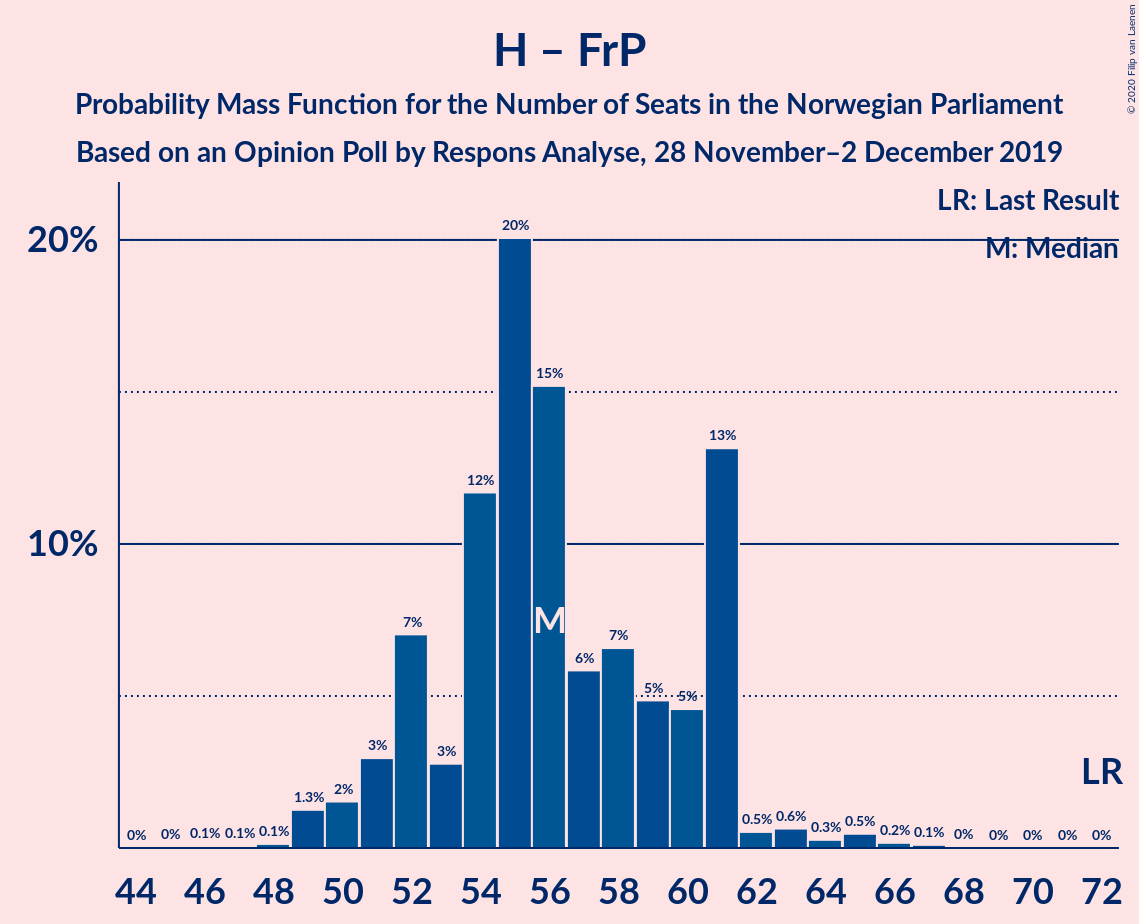 H – FrP
Probability Mass Function for the Number of Seats in the Norwegian Parliament
Based on an Opinion Poll by Respons Analyse, 28 November–2 December 2019
© 2020 Filip van Laenen
LR: Last Result
M: Median
20%
10%
0% 0% 0.1% 0.1% 0.1% 1.3% 2% 3% 7% 3% 12% 20% 15% 6% 7% 5% 5% 13% 0.5% 0.6% 0.3% 0.5% 0.2% 0.1% 0% 0% 0% 0% 0%
M
LR
44 46 48 50 52 54 56 58 60 62 64 66 68 70 72